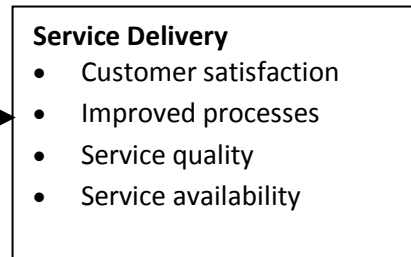 Service Delivery
• Customer satisfaction
• Improved processes
• Service quality
• Service availability